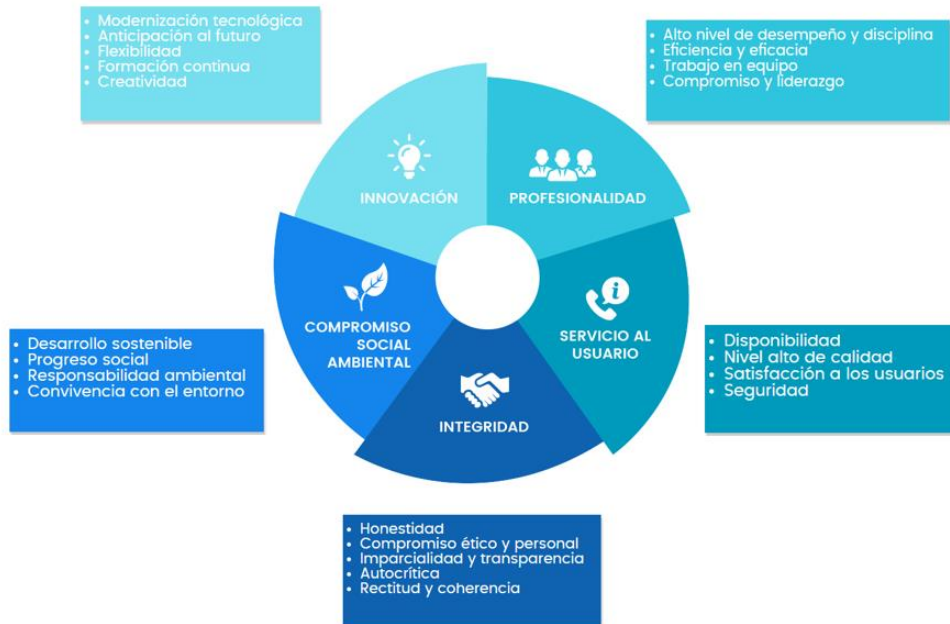 • Modernización tecnológica
• Anticipación al futuro
• Flexibilidad
• Formación continua
• Creatividad
• Alto nivel de desempeño y disciplina
• Eficiencia y eficacia
• Trabajo en equipo
• Compromiso y liderazgo
INNOVACIÓN
PROFESIONALIDAD
COMPROMISO
SOCIAL
AMBIENTAL
SERVICIO AL
USUARIO
INTEGRIDAD
• Desarrollo sostenible
• Progreso social
• Responsabilidad ambiental
• Convivencia con el entorno
• Disponibilidad
• Nivel alto de calidad
• Satisfacción a los usuarios
• Seguridad
• Honestidad
• Compromiso ético y personal
• Imparcialidad y transparencia
• Autocrítica
• Rectitud y coherencia